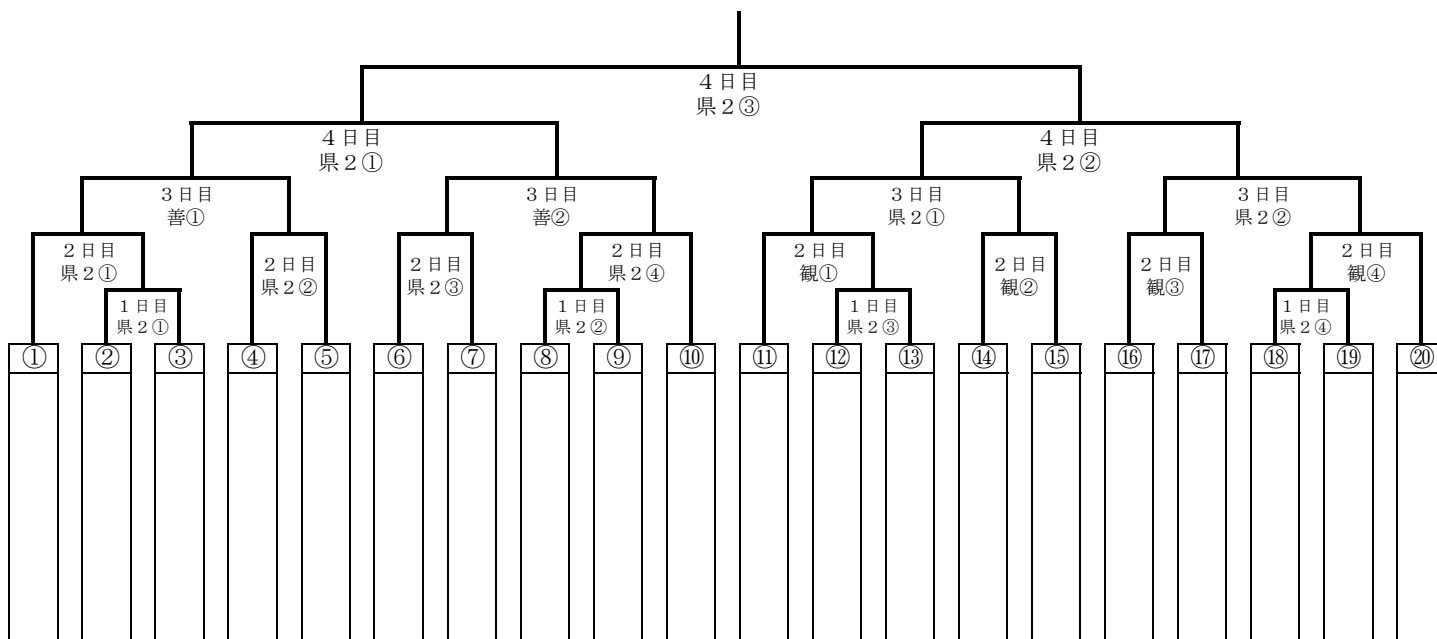 ４日目
県２③
４日目
県２①
４日目
県２②
３日目
善①
３日目
善②
３日目
県２①
３日目
県２②
２日目
県２①
２日目
県２②
２日目
県２③
２日目
県２④
２日目
観①
２日目
観②
２日目
観③
２日目
観④
１日目
県２①
１日目
県２②
１日目
県２③
１日目
県２④
① ② ③ ④ ⑤ ⑥ ⑦ ⑧ ⑨ ⑩ ⑪ ⑫ ⑬ ⑭ ⑮ ⑯ ⑰ ⑱ ⑲ ⑳